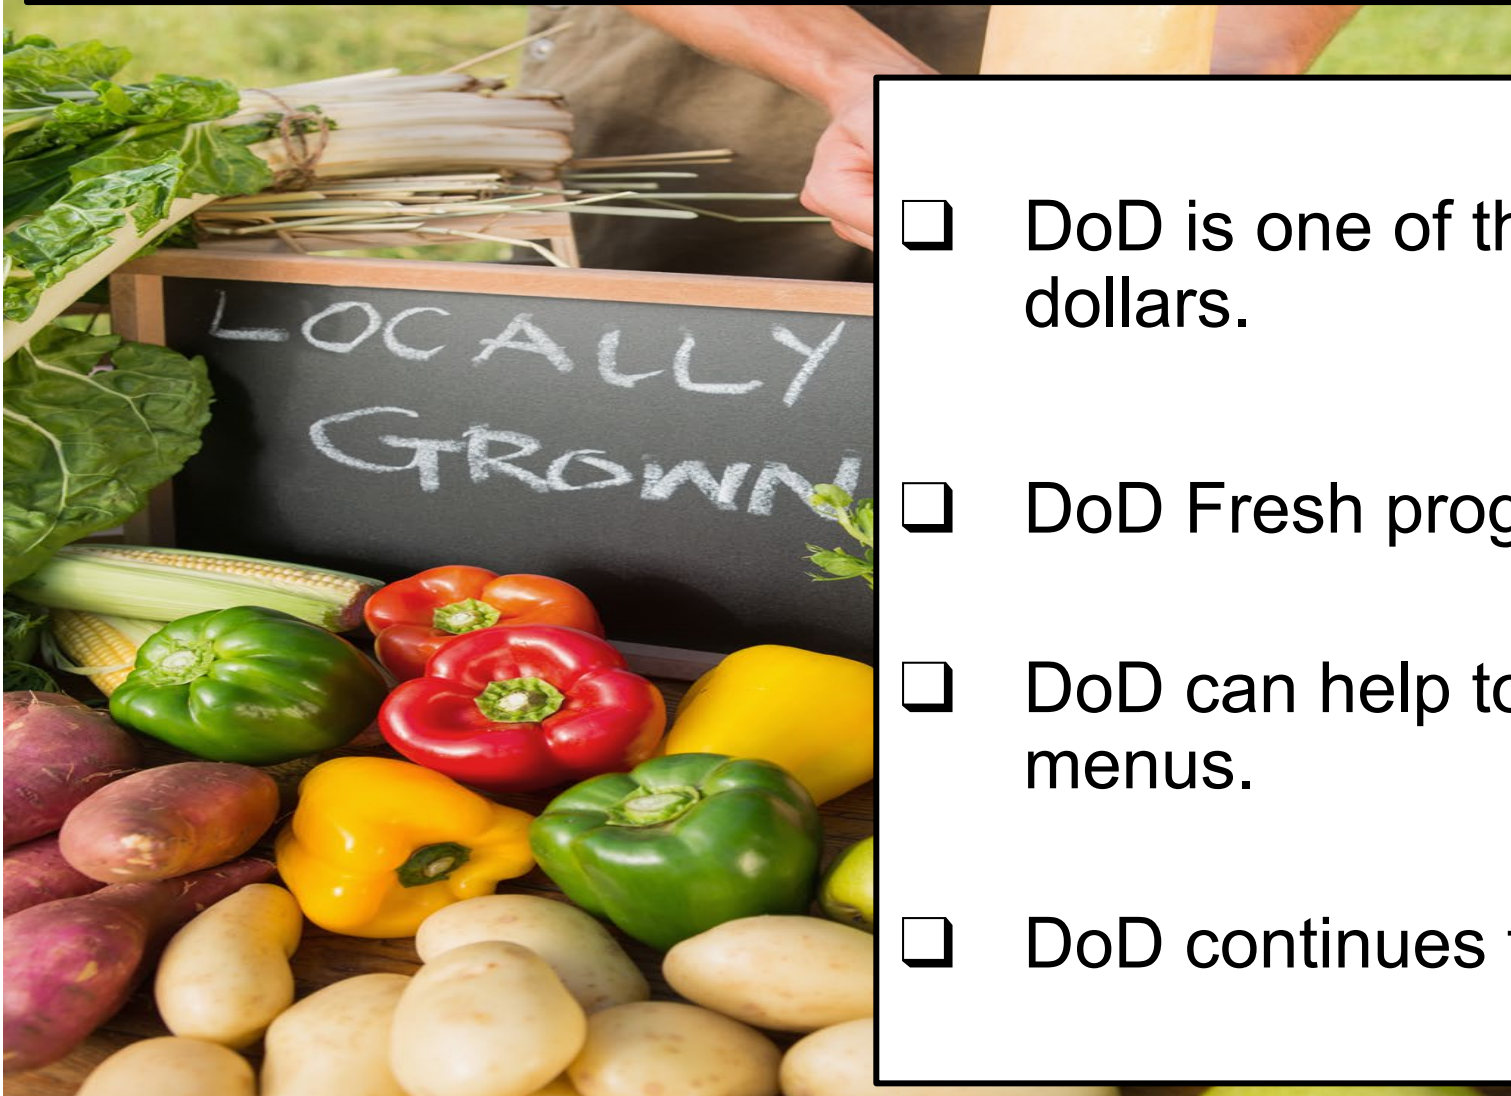 LOCALLY
GROWN
❑ DoD is one of
dollars.
❑ DoD Fresh
❑ DoD can help
menus.
❑ DoD continues